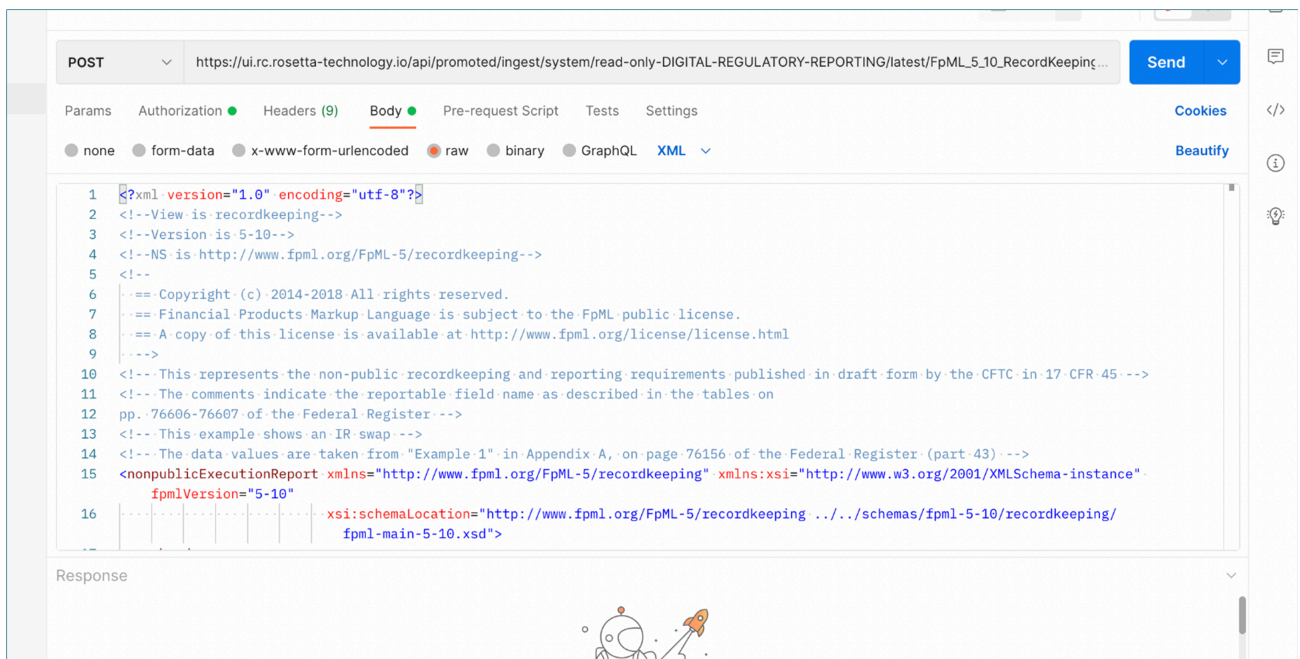 POST
https://ui.rc.rosetta-technology.io/api/promoted/ingest/system/read-only-DIGITAL-REGULATORY-REPORTING/latest/FpML_5_10_RecordKeeping...
Send
Params Authorization Headers (9) Body Pre-request Script Tests Settings Cookies
none form-data x-www-form-urlencoded raw binary GraphQL XML Beautify
1 <?xml version="1.0" encoding="utf-8"?>
2 <!--View is recordkeeping-->
3 <!--Version is 5-10-->
4 <!--NS is http://www.fpml.org/FpML-5/recordkeeping-->
5 <!--
6 == Copyright (c) 2014-2018 All rights reserved.
7 == Financial Products Markup Language is subject to the FpML public license.
8 == A copy of this license is available at http://www.fpml.org/license/license.html
9 -->
10 <!-- This represents the non-public recordkeeping and reporting requirements published in draft form by the CFTC in 17 CFR 45 -->
11 <!-- The comments indicate the reportable field name as described in the tables on
12 pp. 76606-76607 of the Federal Register -->
13 <!-- This example shows an IR swap -->
14 <!-- The data values are taken from "Example 1" in Appendix A, on page 76156 of the Federal Register (part 43) -->
15 <nonpublicExecutionReport xmlns="http://www.fpml.org/FpML-5/recordkeeping" xmlns:xsi="http://www.w3.org/2001/XMLSchema-instance"
fpmlVersion="5-10"
16 xsi:schemaLocation="http://www.fpml.org/FpML-5/recordkeeping ../../schemas/fpml-5-10/recordkeeping/
fpml-main-5-10.xsd">
Response